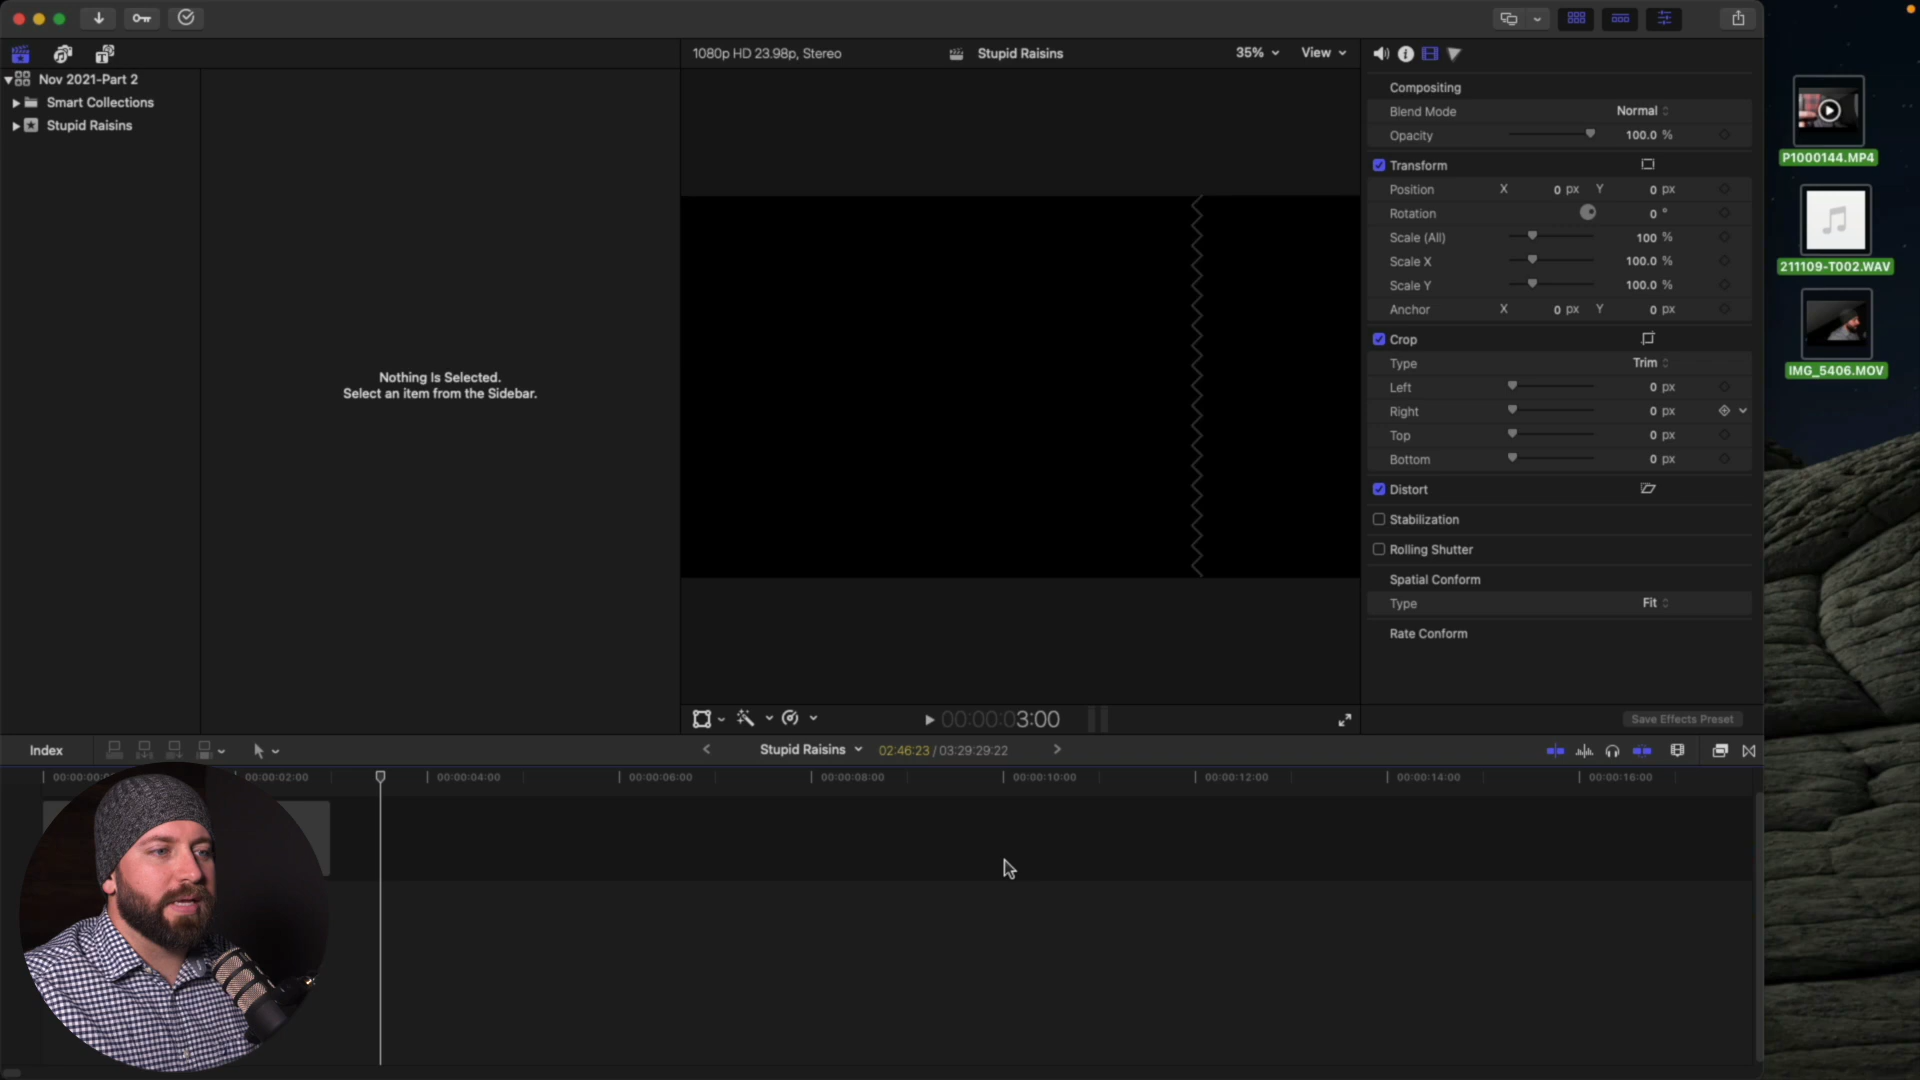 1080p HD 23.98p, Stereo
Stupid Raisins
35%
View
Nov 2021-Part 2
Smart Collections
Stupid Raisins
Nothing Is Selected.
Select an item from the Sidebar.
Compositing
Blend Mode Normal
Opacity 100.0 %
Transform
Position X 0 px Y 0 px
Rotation 0 °
Scale (All) 100 %
Scale X 100.0 %
Scale Y 100.0 %
Anchor X 0 px Y 0 px
Crop
Type Trim
Left 0 px
Right 0 px
Top 0 px
Bottom 0 px
Distort
Stabilization
Rolling Shutter
Spatial Conform
Type Fit
Rate Conform
Save Effects Preset
P1000144.MP4
211109-T002.WAV
IMG_5406.MOV
00:00:00:03:00
Index
Stupid Raisins
02:46:23 / 03:29:29:22
00:00:02:00 00:00:04:00 00:00:06:00 00:00:08:00 00:00:10:00 00:00:12:00 00:00:14:00 00:00:16:00